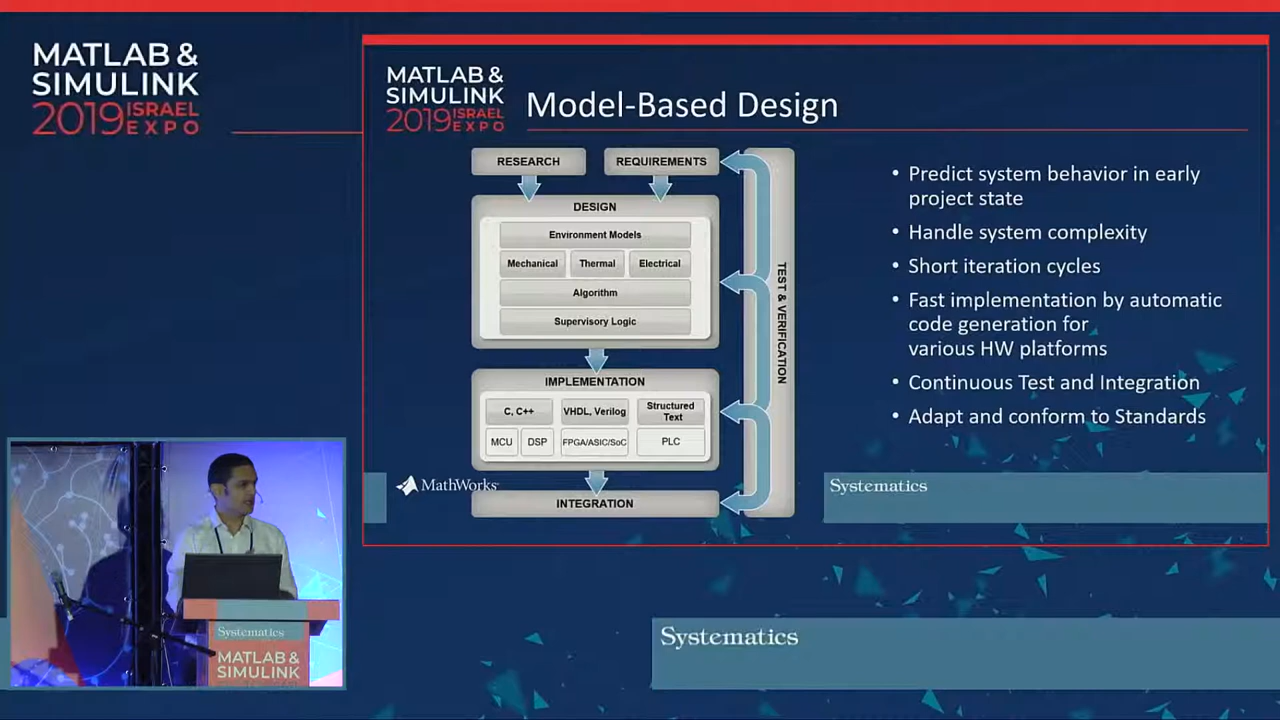 MATLAB &
SIMULINK
2019 ISRAEL
EXPO
MATLAB &
SIMULINK
2019 ISRAEL
EXPO
Model-Based Design
RESEARCH
REQUIREMENTS
DESIGN
Environment Models
Mechanical
Thermal
Electrical
Algorithm
Supervisory Logic
IMPLEMENTATION
C, C++
VHDL, Verilog
Structured
Text
MCU
DSP
FPGA/ASIC/SoC
PLC
INTEGRATION
TEST & VERIFICATION
• Predict system behavior in early
project state
• Handle system complexity
• Short iteration cycles
• Fast implementation by automatic
code generation for
various HW platforms
• Continuous Test and Integration
• Adapt and conform to Standards
MathWorks
Systematics
Systematics
MATLAB &
SIMULINK
Systematics